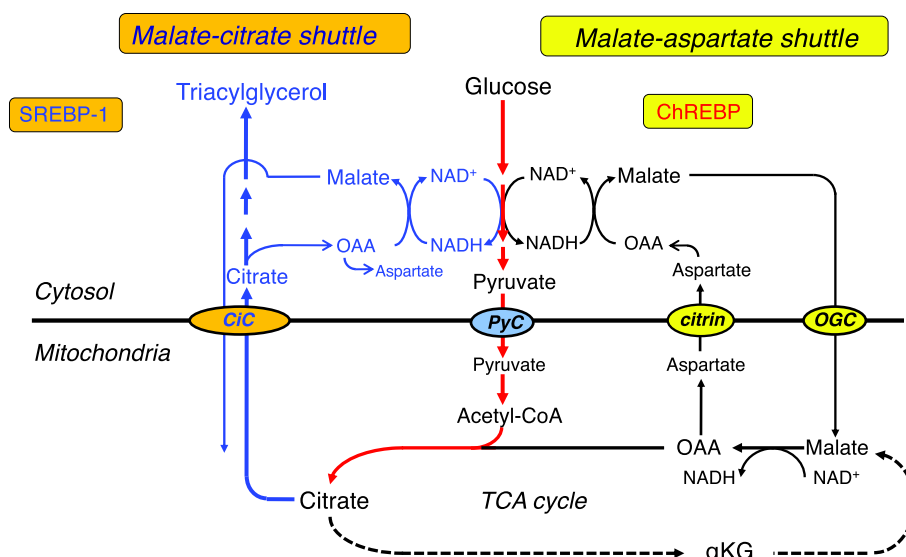 Malate-citrate shuttle
Malate-aspartate shuttle
Triacylglycerol
Glucose
SREBP-1
ChREBP
Malate
NAD+
NAD+
Malate
OAA
NADH
NADH
OAA
Aspartate
Aspartate
Citrate
Pyruvate
Cytosol
CiC
PyC
citrin
OGC
Mitochondria
Pyruvate
Aspartate
Acetyl-CoA
OAA
Malate
NADH
NAD+
Citrate
TCA cycle
αKG